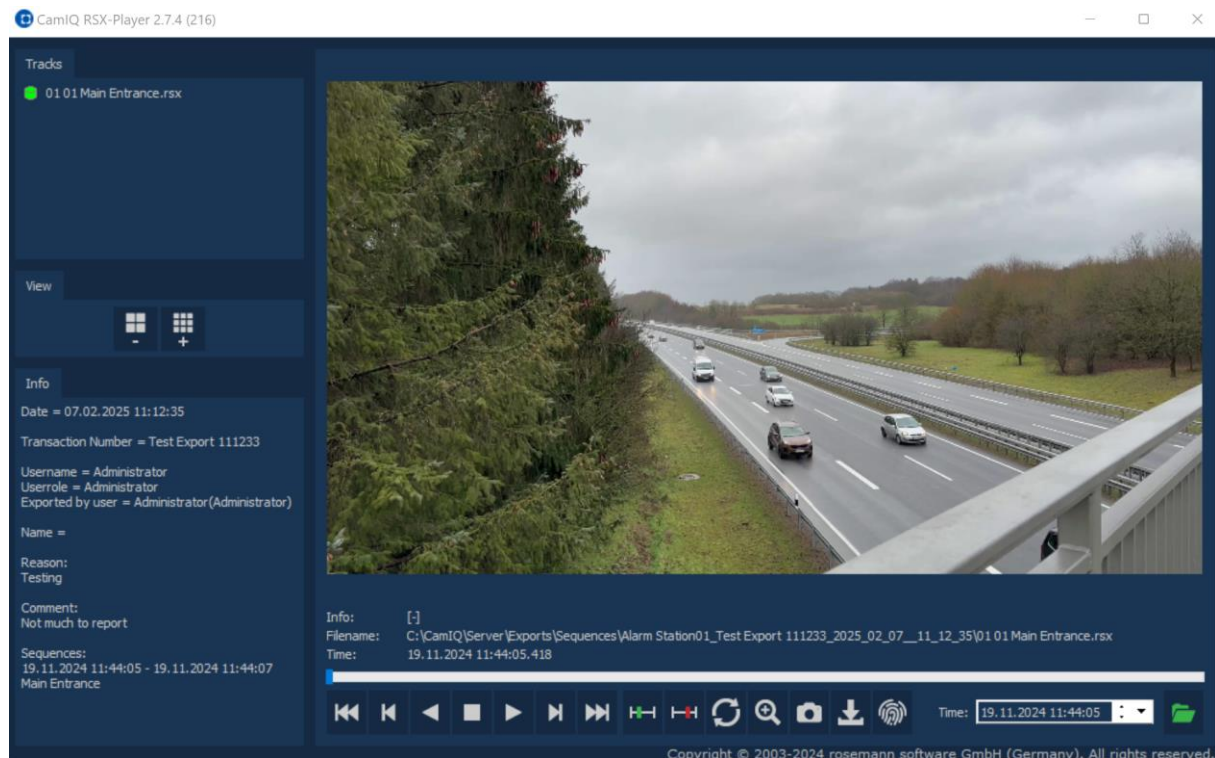 CamIQ RSX-Player 2.7.4 (216)
Tracks
01 01 Main Entrance.rsx
View
- +
Info
Date = 07.02.2025 11:12:35
Transaction Number = Test Export 111233
Username = Administrator
Userrole = Administrator
Exported by user = Administrator(Administrator)
Name =
Reason:
Testing
Comment:
Not much to report
Sequences:
19.11.2024 11:44:05 - 19.11.2024 11:44:07
Main Entrance
Info: [-]
Filename: C:\CamIQ\Server\Exports\Sequences\Alarm Station01_Test Export 111233_2025_02_07__11_12_35\01 01 Main Entrance.rsx
Time: 19.11.2024 11:44:05.418
Time: 19.11.2024 11:44:05
Copyright © 2003-2024 rosemann software GmbH (Germany). All rights reserved.